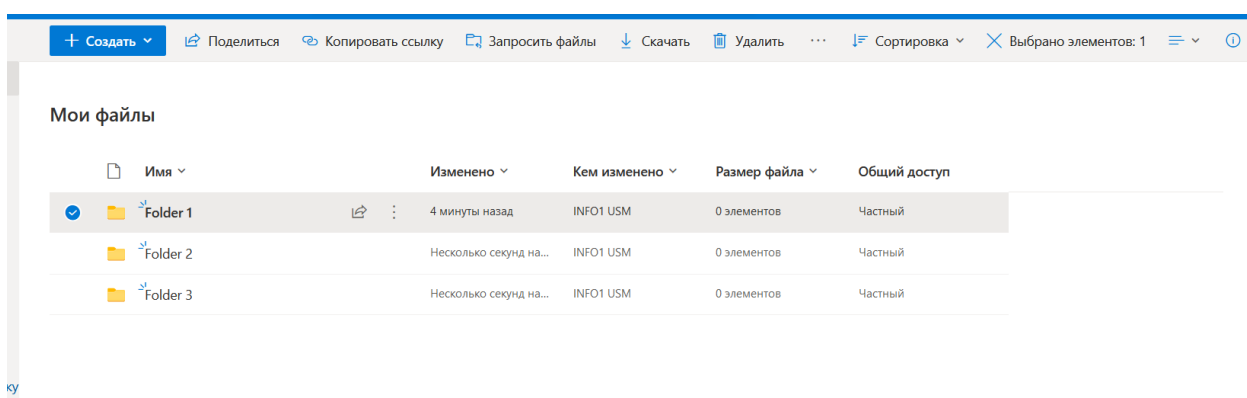 Создать Поделиться Копировать ссылку Запросить файлы Скачать Удалить ... Сортировка Выбрано элементов: 1
Мои файлы
Имя Изменено Кем изменено Размер файла Общий доступ
Folder 1 4 минуты назад INFO1 USM 0 элементов Частный
Folder 2 Несколько секунд на... INFO1 USM 0 элементов Частный
Folder 3 Несколько секунд на... INFO1 USM 0 элементов Частный
ку